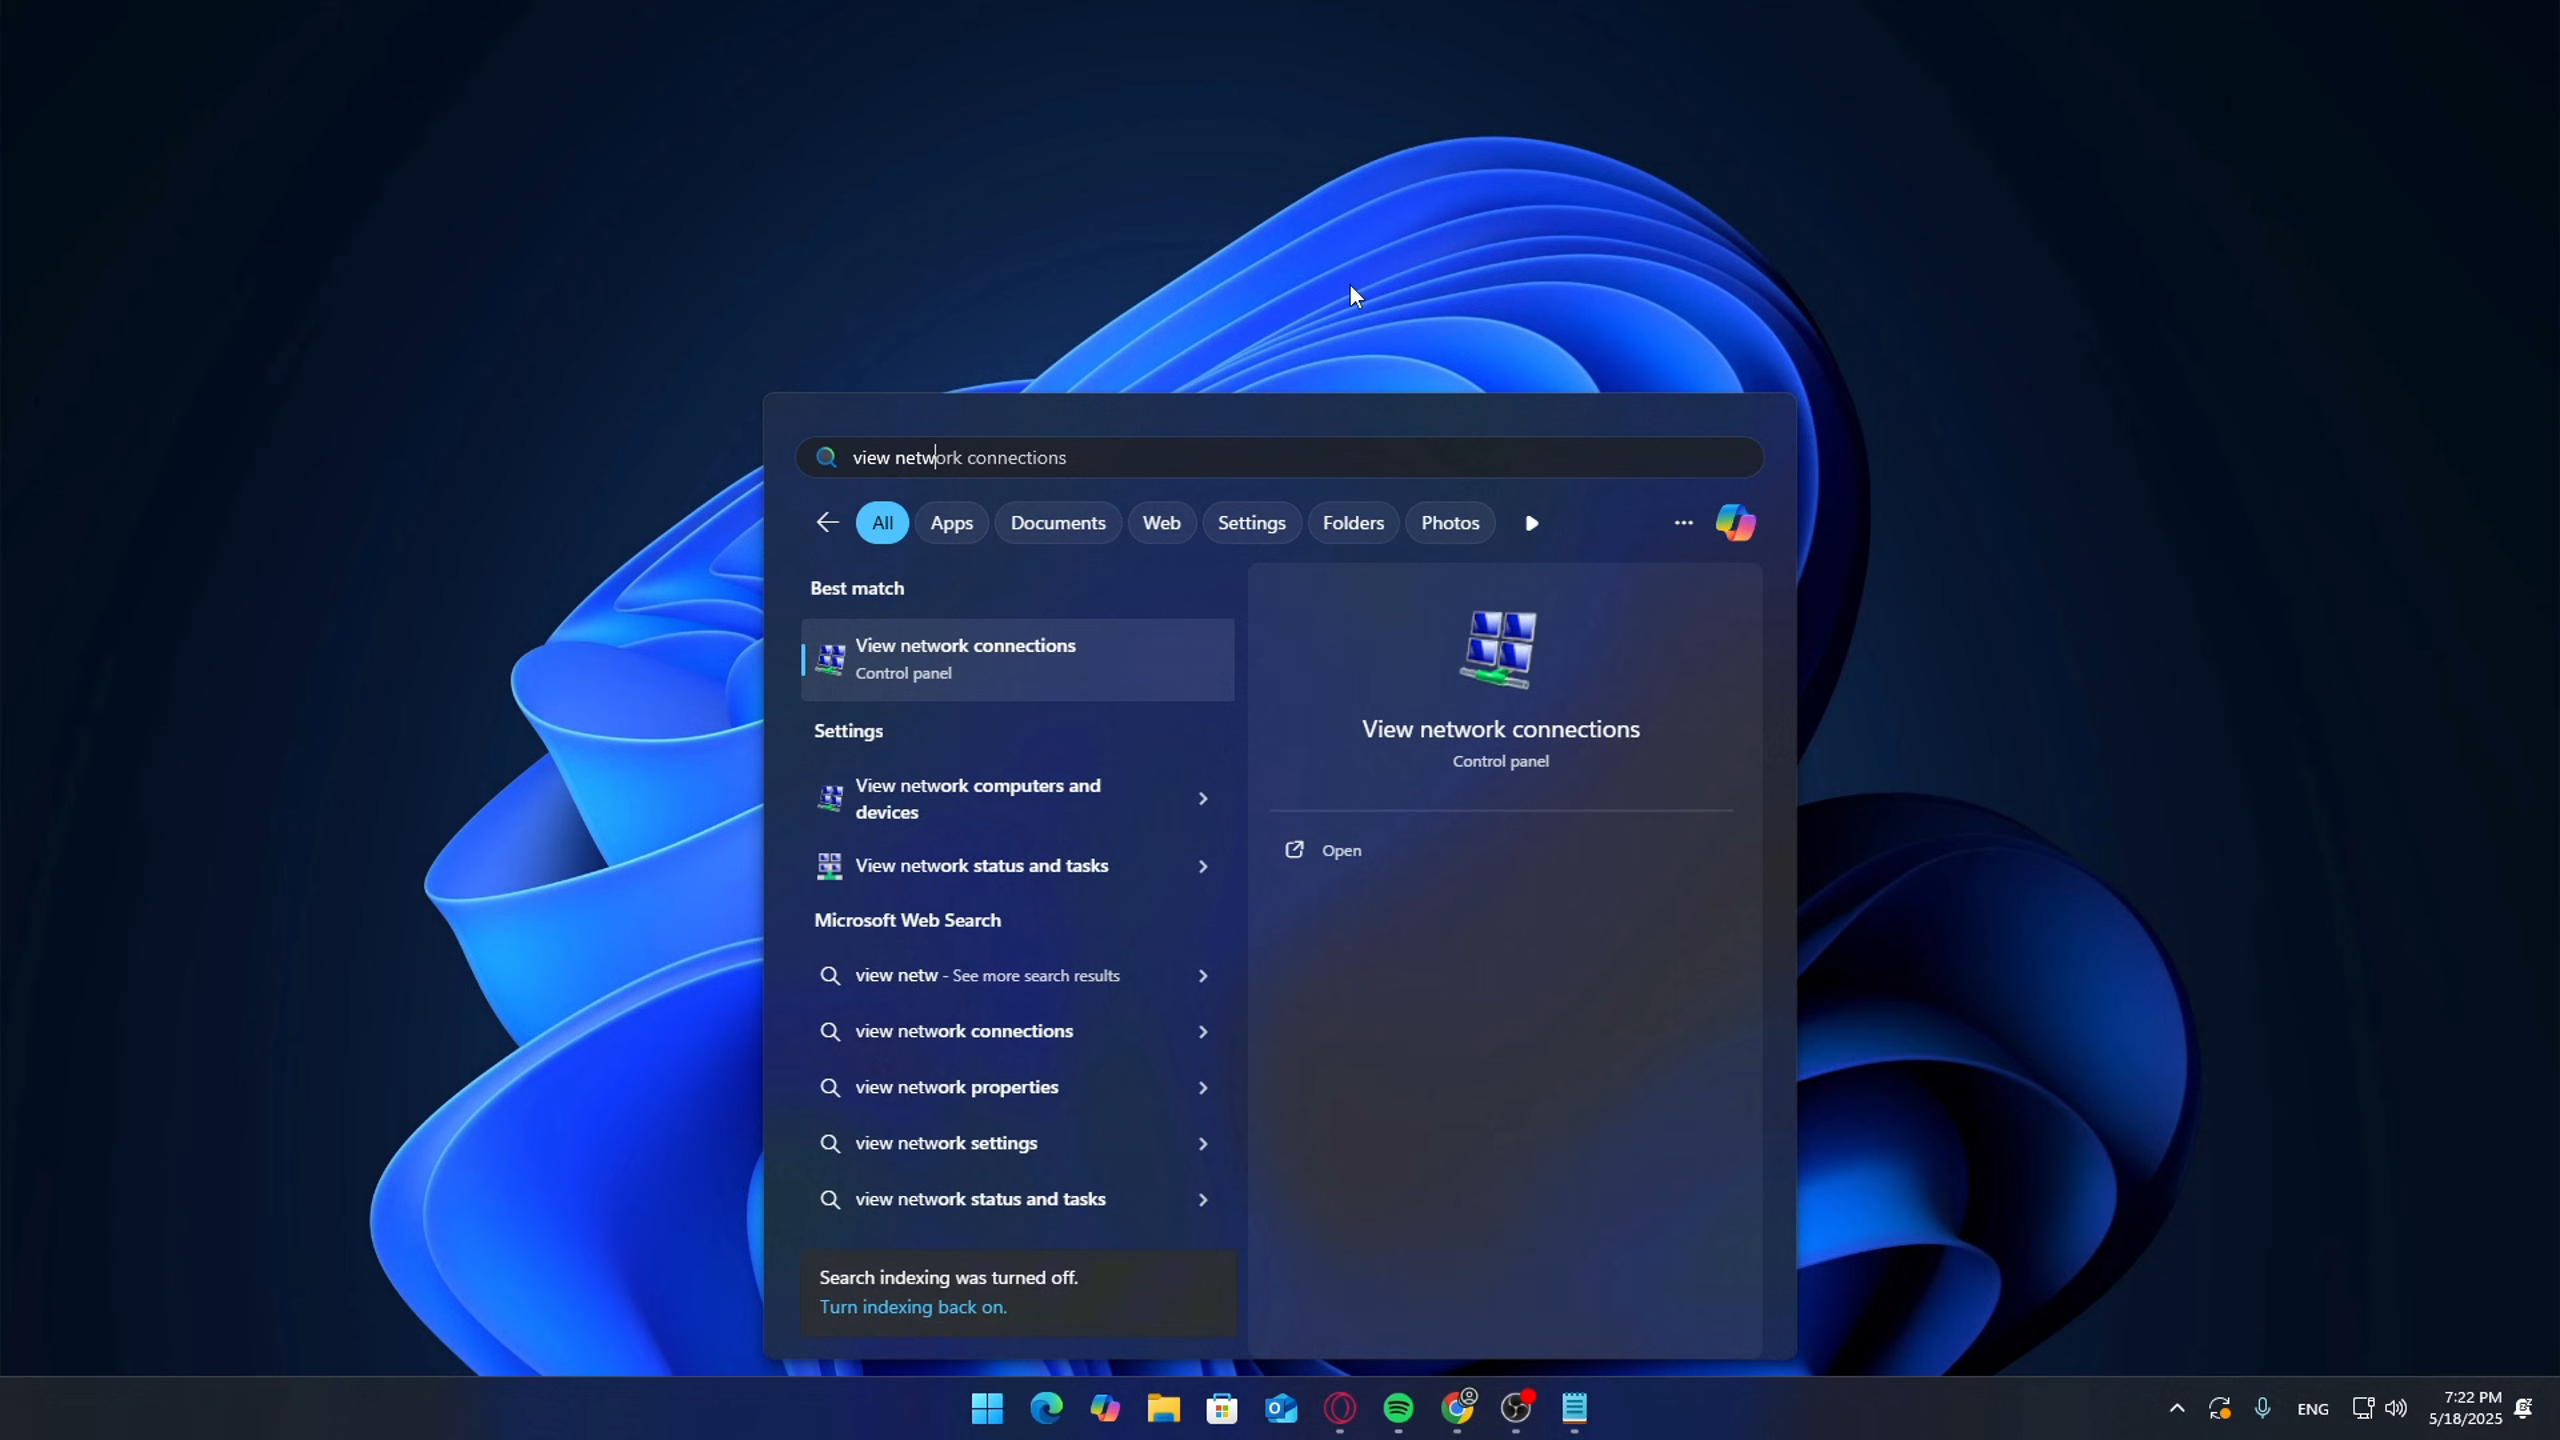 view network connections
All Apps Documents Web Settings Folders Photos
Best match
View network connections
Control panel
Settings
View network computers and
devices
View network status and tasks
Microsoft Web Search
view netw - See more search results
view network connections
view network properties
view network settings
view network status and tasks
Search indexing was turned off.
Turn indexing back on.
View network connections
Control panel
Open
ENG
7:22 PM
5/18/2025